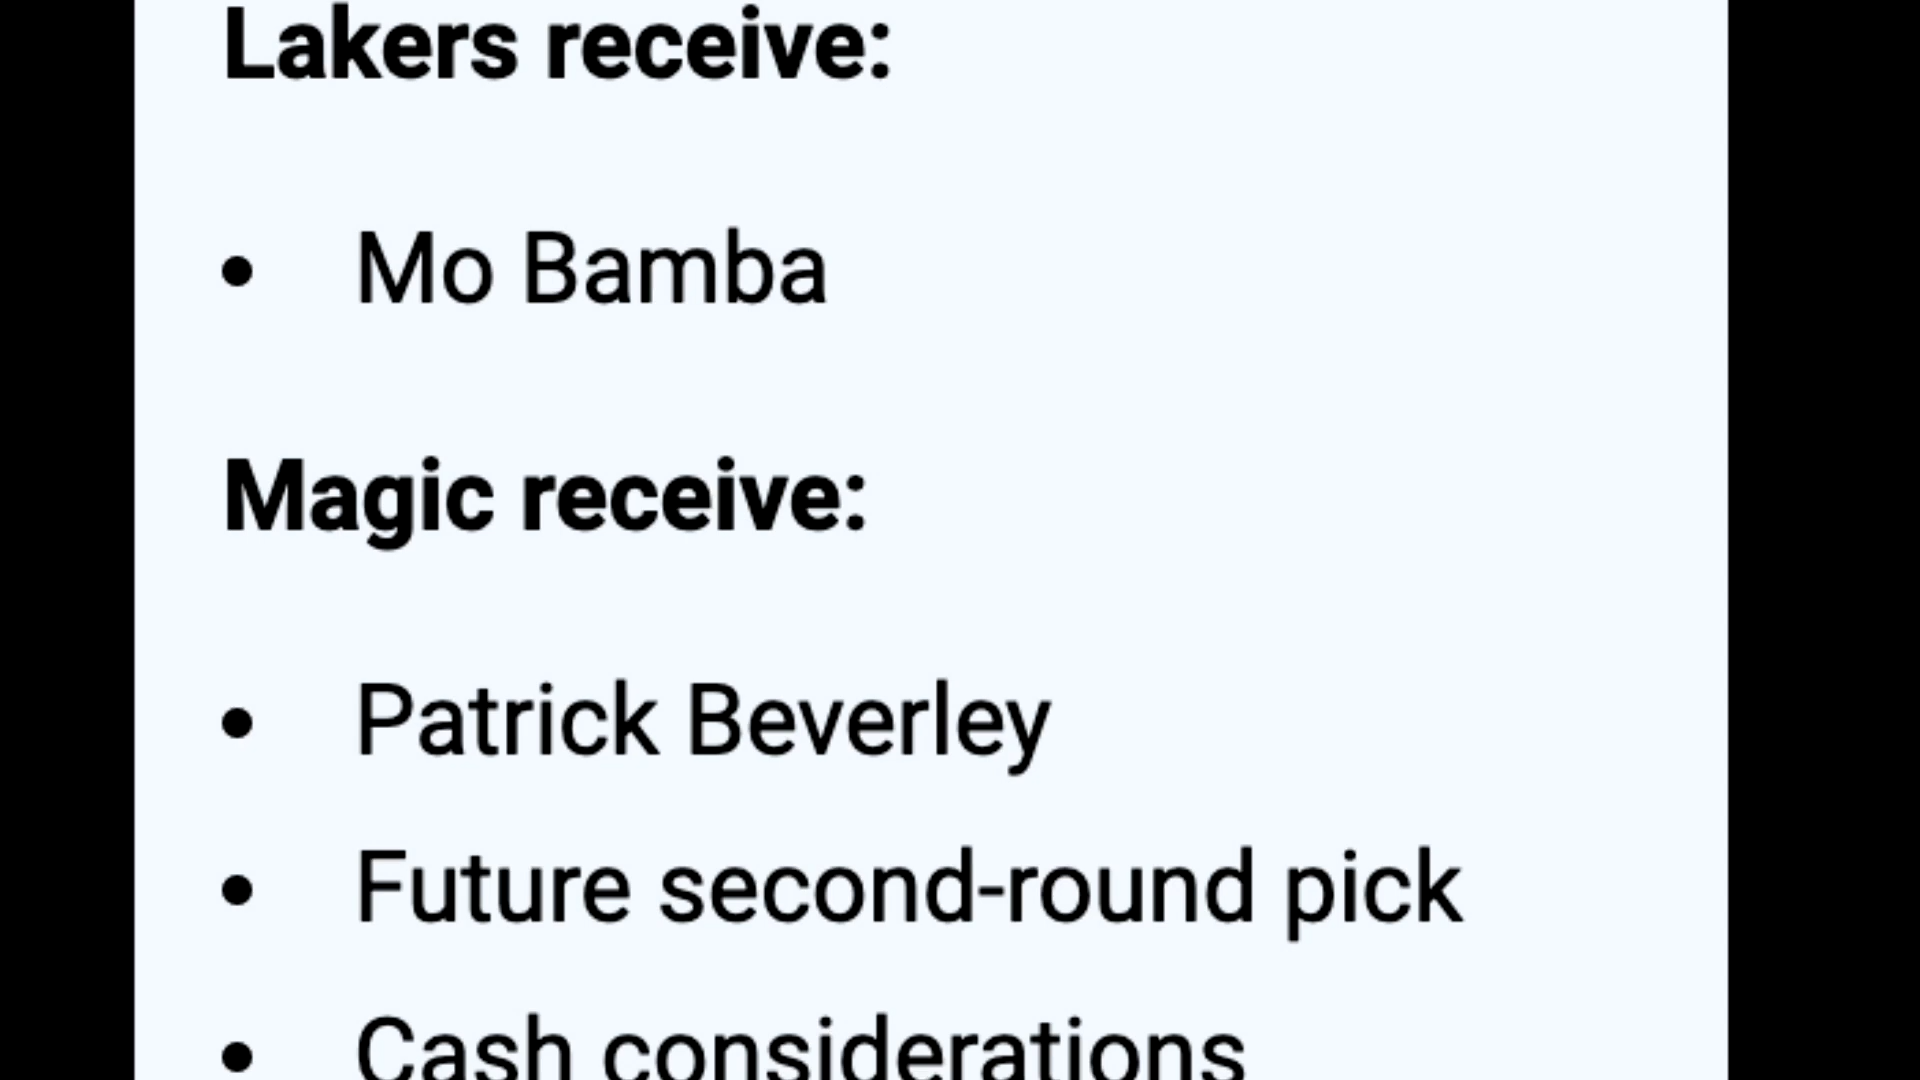 Lakers receive:
• Mo Bamba
Magic receive:
• Patrick Beverley
• Future second-round pick
• Cash considerations